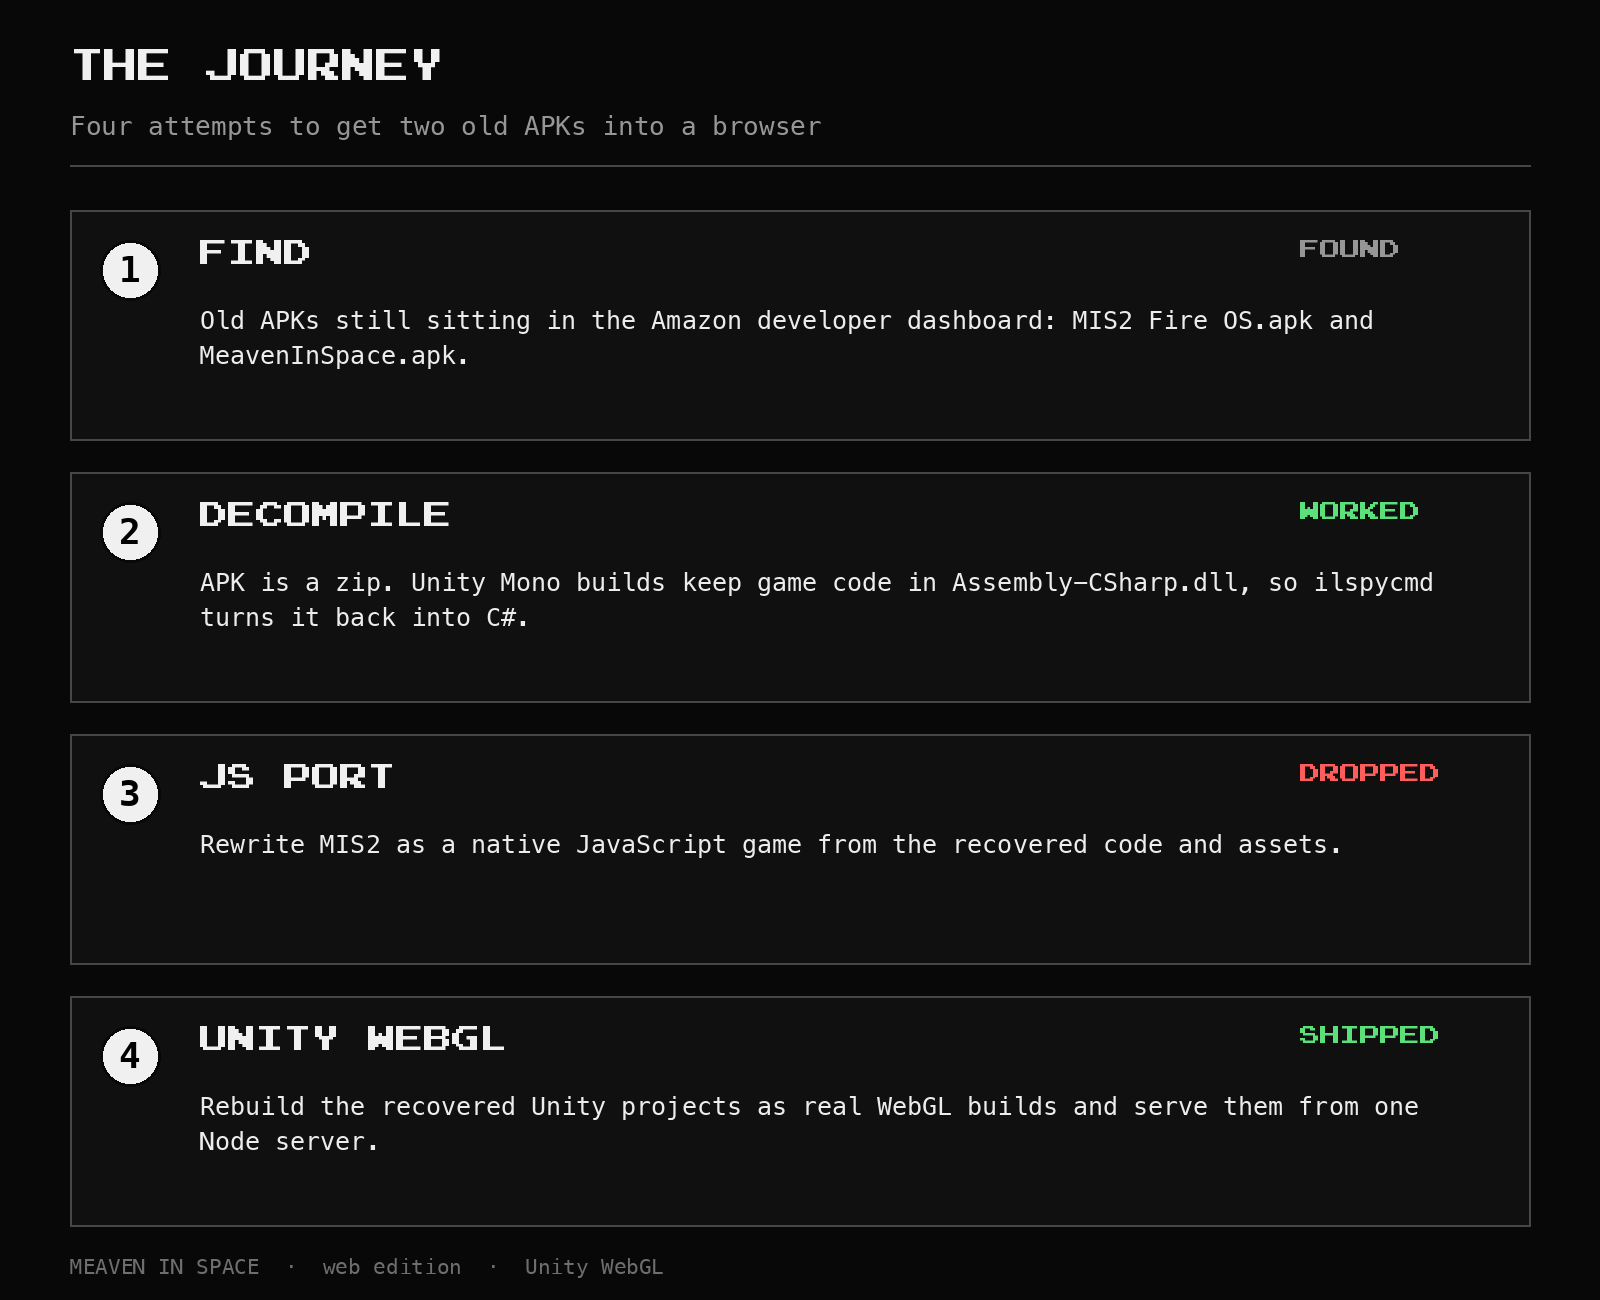 THE JOURNEY
Four attempts to get two old APKs into a browser
1
FIND
FOUND
Old APKs still sitting in the Amazon developer dashboard: MIS2 Fire OS.apk and
MeavenInSpace.apk.
2
DECOMPILE
WORKED
APK is a zip. Unity Mono builds keep game code in Assembly-CSharp.dll, so ilspycmd
turns it back into C#.
3
JS PORT
DROPPED
Rewrite MIS2 as a native JavaScript game from the recovered code and assets.
4
UNITY WEBGL
SHIPPED
Rebuild the recovered Unity projects as real WebGL builds and serve them from one
Node server.
MEAVEN IN SPACE · web edition · Unity WebGL